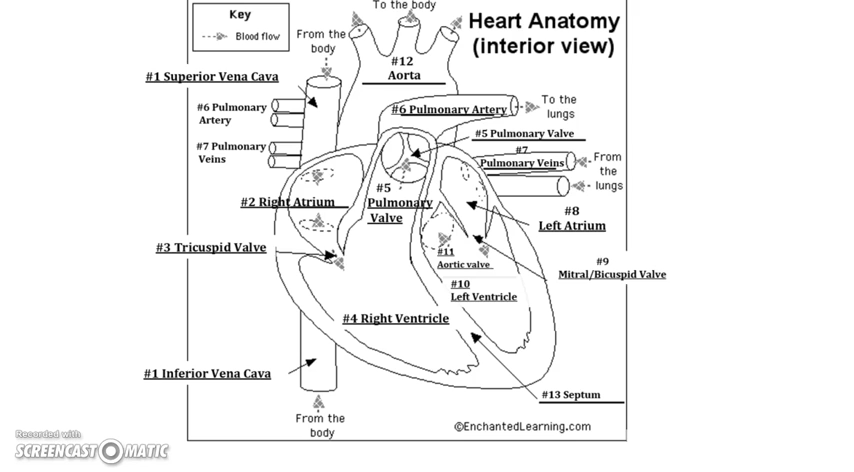 To the body
Key
Blood flow
From the
body
Heart Anatomy
(interior view)
#12
Aorta
#1 Superior Vena Cava
#6 Pulmonary
Artery
#6 Pulmonary Artery
To the
lungs
#5 Pulmonary Valve
#7 Pulmonary
Veins
#7
Pulmonary Veins
From
the
lungs
#5
Pulmonary
Valve
#2 Right Atrium
#8
Left Atrium
#3 Tricuspid Valve
#11
Aortic valve
#9
Mitral/Bicuspid Valve
#10
Left Ventricle
#4 Right Ventricle
#1 Inferior Vena Cava
#13 Septum
From the
body
©EnchantedLearning.com
Recorded with
SCREENCAST-O-MATIC